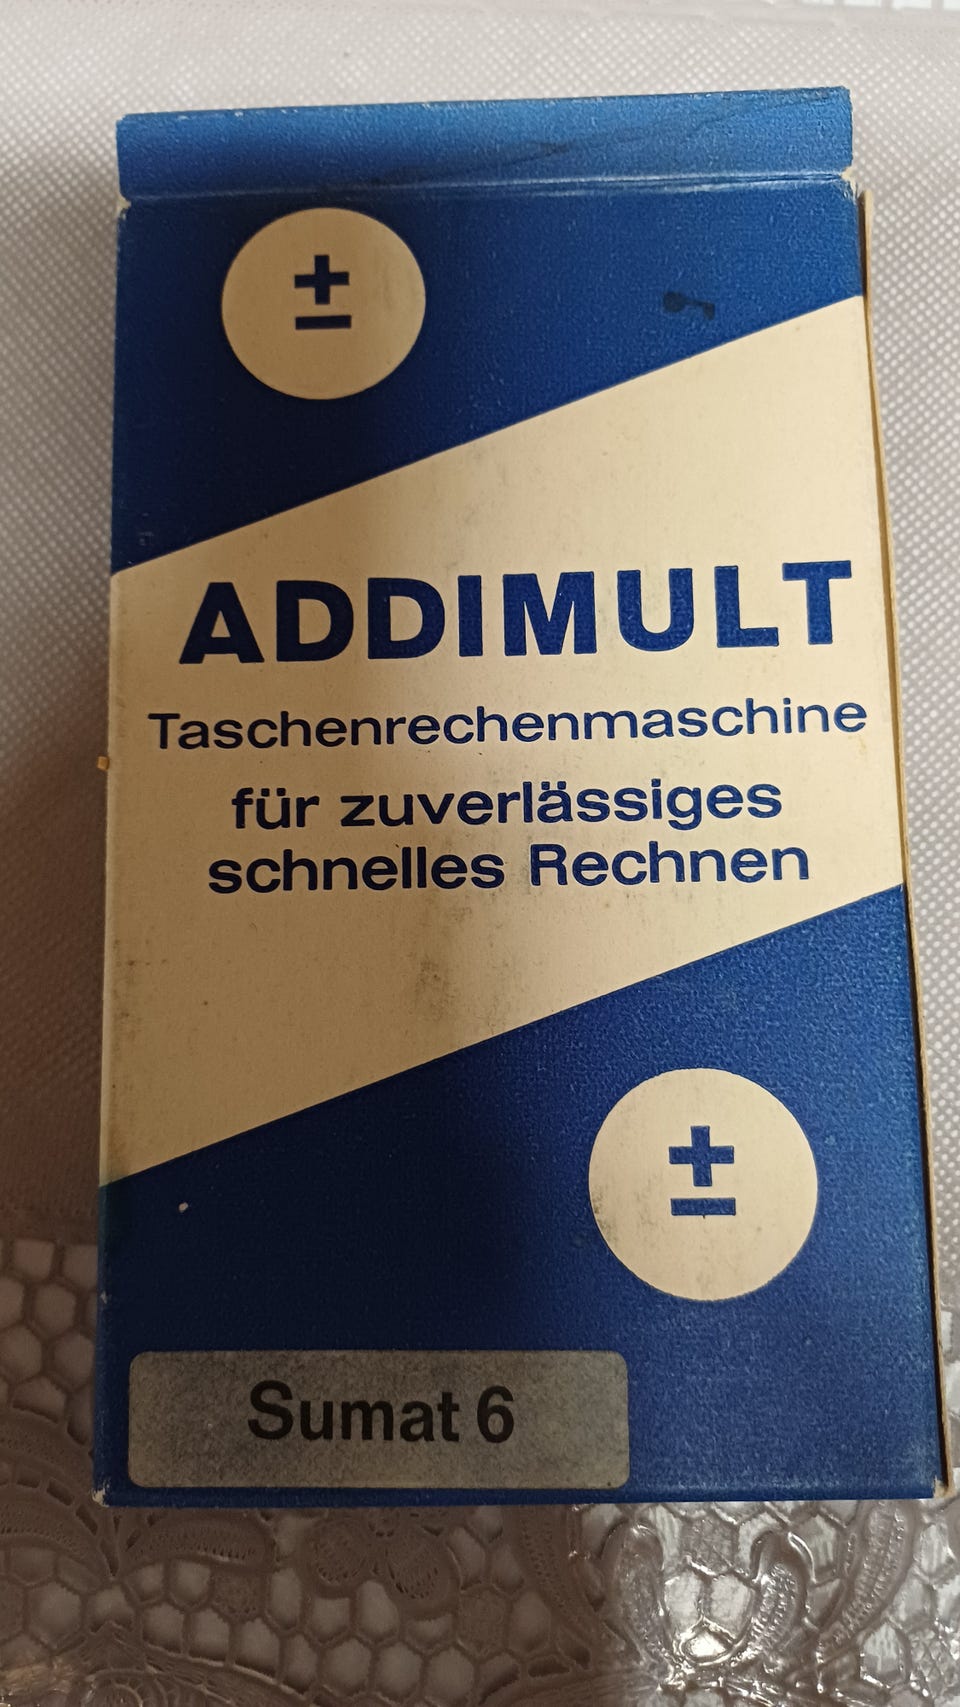 ±
ADDIMULT
Taschenrechenmaschine
für zuverlässiges
schnelles Rechnen
±
Sumat 6